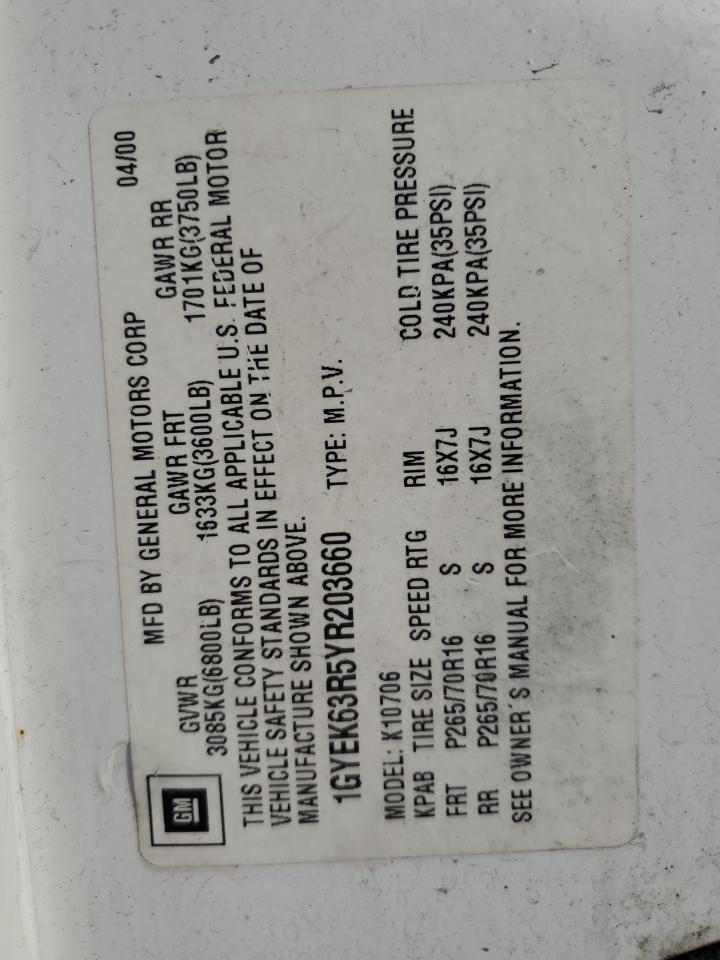 GM
MFD BY GENERAL MOTORS CORP 04/00
GVWR GAWR FRT GAWR RR
3085KG(6800LB) 1633KG(3600LB) 1701KG(3750LB)
THIS VEHICLE CONFORMS TO ALL APPLICABLE U.S. FEDERAL MOTOR
VEHICLE SAFETY STANDARDS IN EFFECT ON THE DATE OF
MANUFACTURE SHOWN ABOVE.
1GYEK63R5YR203660 TYPE: M.P.V.
MODEL: K10706
KPAB TIRE SIZE SPEED RTG RIM COLD TIRE PRESSURE
FRT P265/70R16 S 16X7J 240KPA(35PSI)
RR P265/70R16 S 16X7J 240KPA(35PSI)
SEE OWNER'S MANUAL FOR MORE INFORMATION.